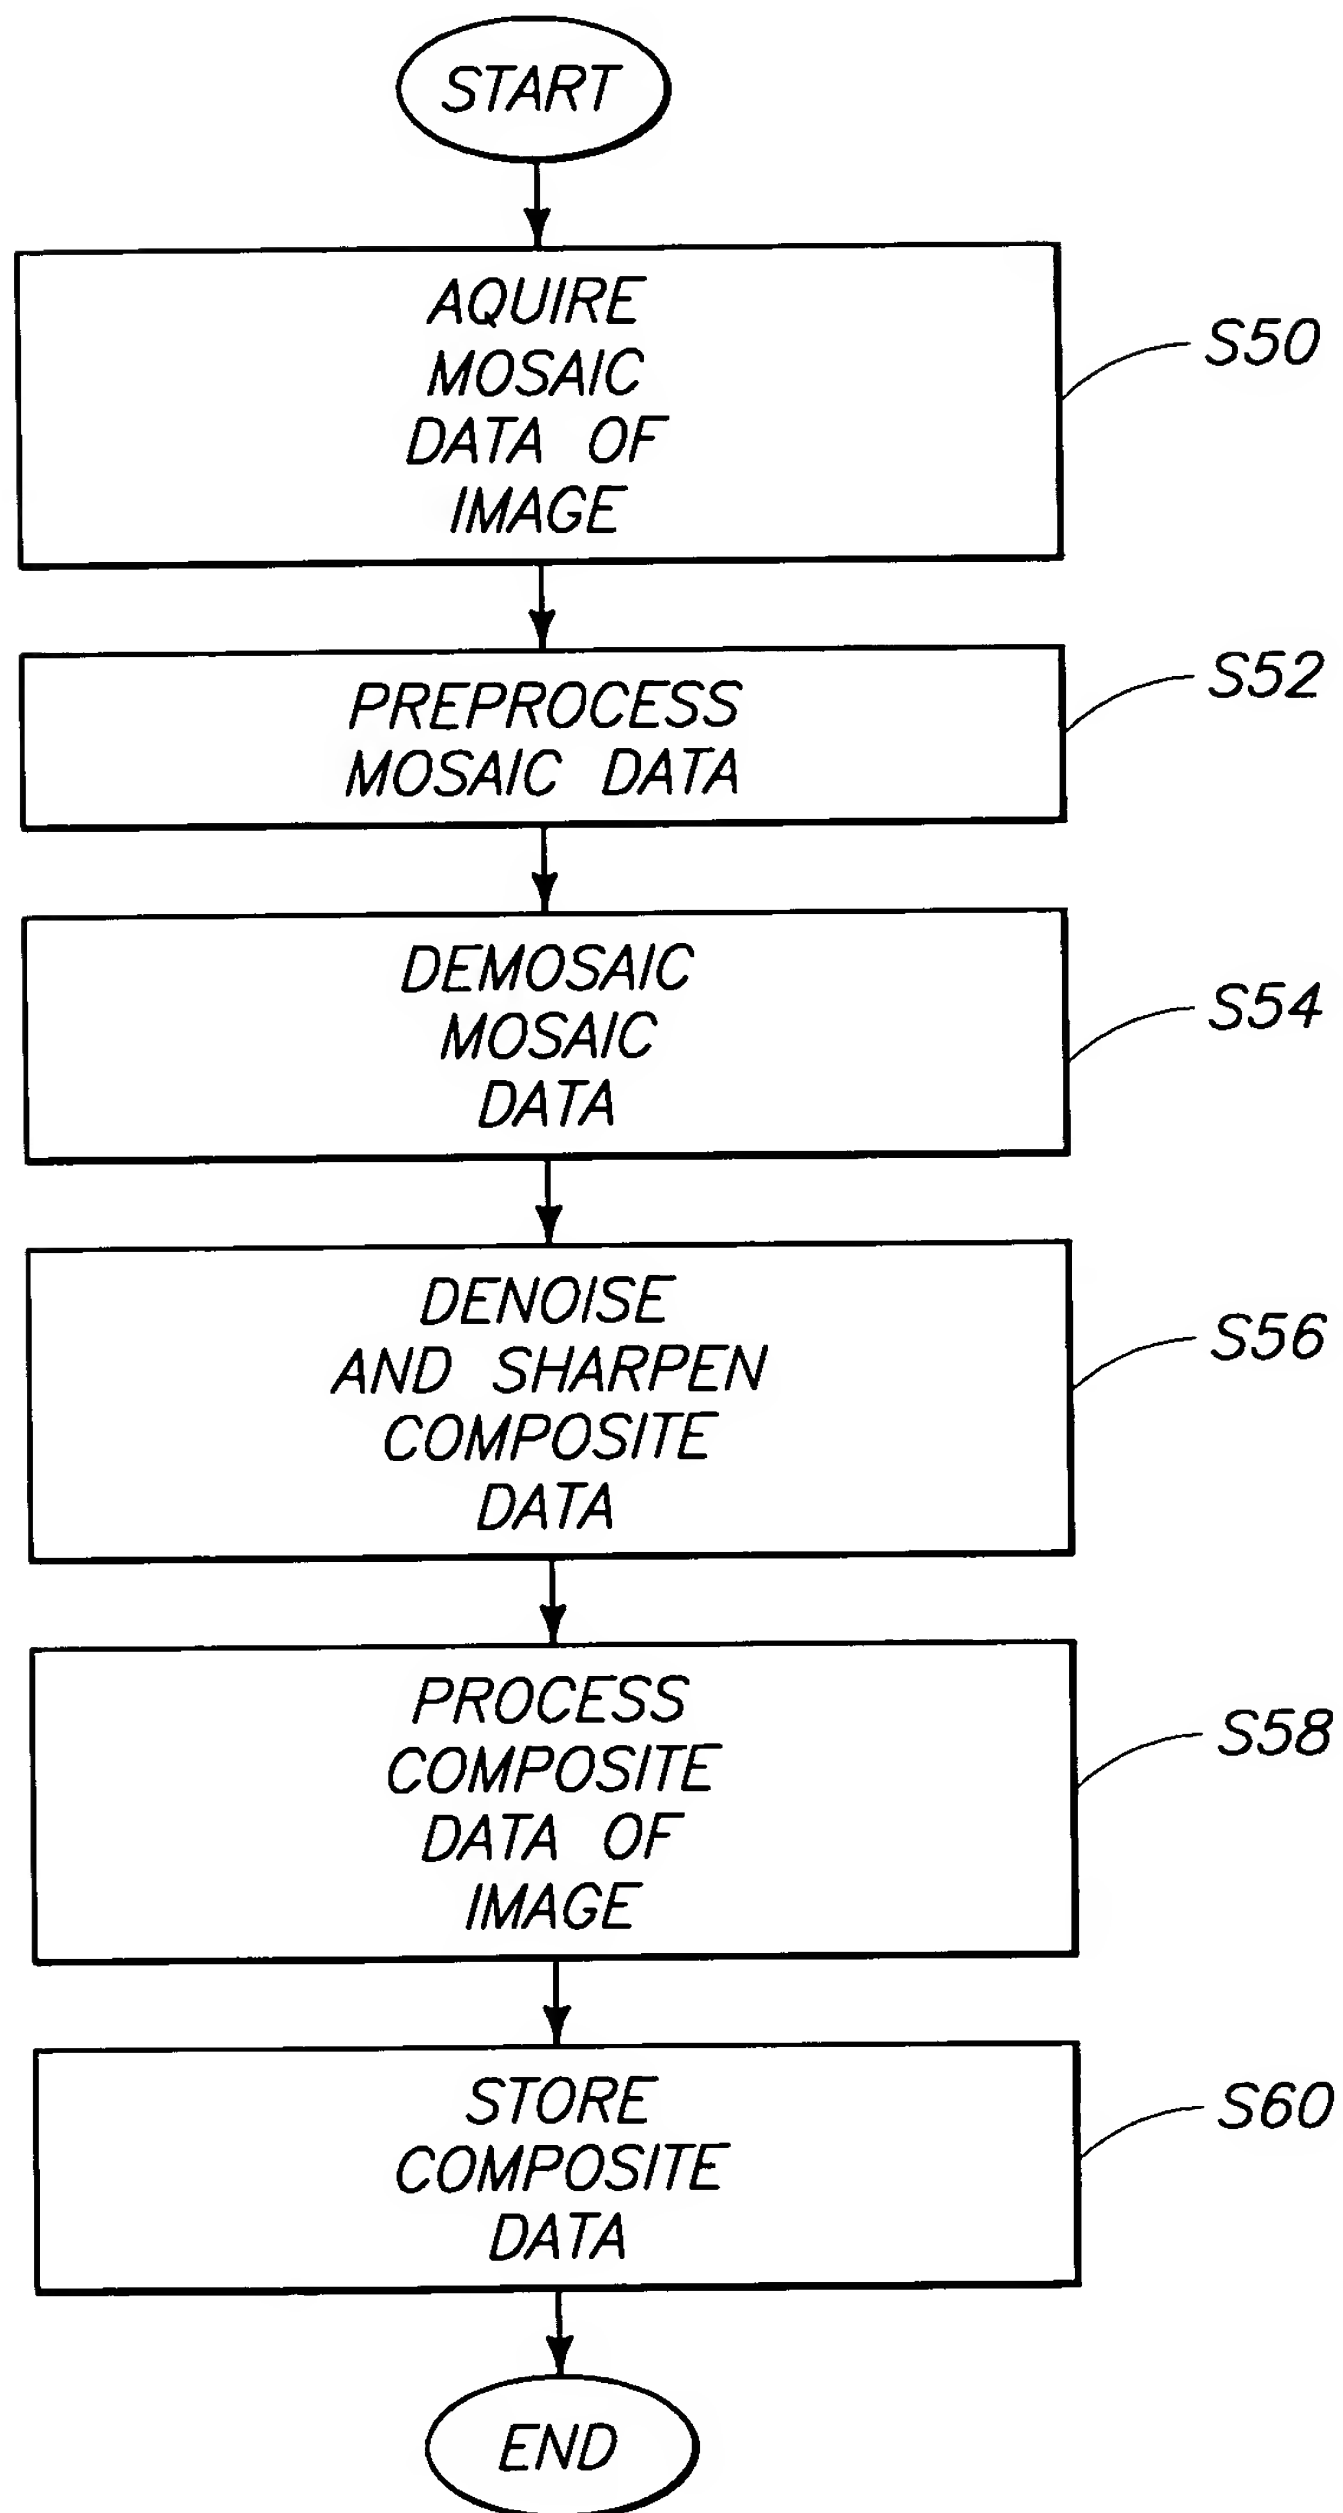 START
AQUIRE
MOSAIC
DATA OF
IMAGE
S50
PREPROCESS
MOSAIC DATA
S52
DEMOSAIC
MOSAIC
DATA
S54
DENOISE
AND SHARPEN
COMPOSITE
DATA
S56
PROCESS
COMPOSITE
DATA OF
IMAGE
S58
STORE
COMPOSITE
DATA
S60
END